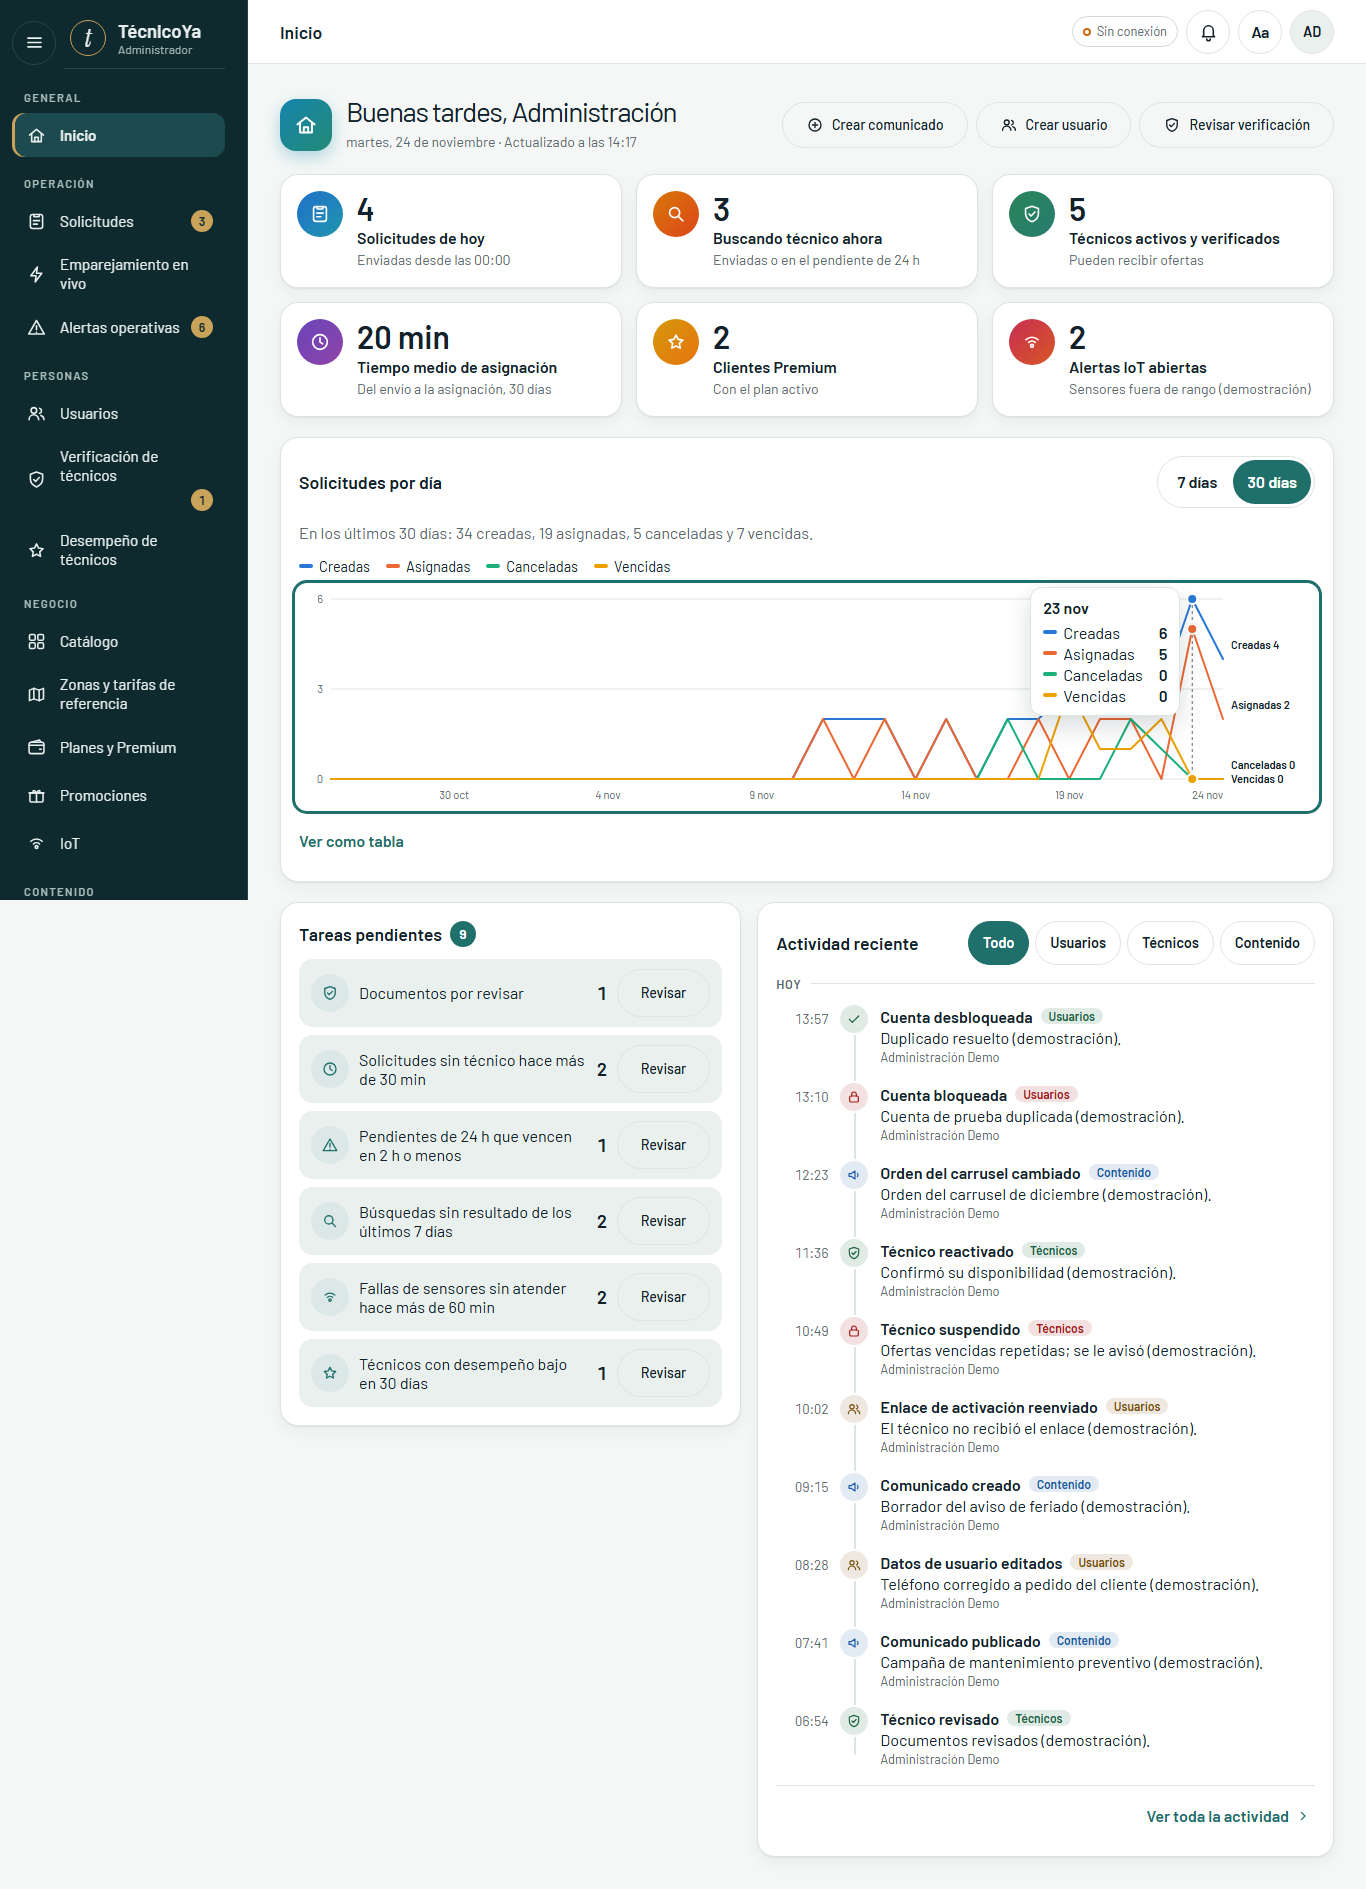 t
TécnicoYa
Administrador
GENERAL
Inicio
OPERACIÓN
Solicitudes
3
Emparejamiento en
vivo
Alertas operativas
6
PERSONAS
Usuarios
Verificación de
técnicos
1
Desempeño de
técnicos
NEGOCIO
Catálogo
Zonas y tarifas de
referencia
Planes y Premium
Promociones
IoT
CONTENIDO
Inicio
Sin conexión
Aa
AD
Buenas tardes, Administración
martes, 24 de noviembre · Actualizado a las 14:17
Crear comunicado
Crear usuario
Revisar verificación
4
Solicitudes de hoy
Enviadas desde las 00:00
3
Buscando técnico ahora
Enviadas o en el pendiente de 24 h
5
Técnicos activos y verificados
Pueden recibir ofertas
20 min
Tiempo medio de asignación
Del envío a la asignación, 30 días
2
Clientes Premium
Con el plan activo
2
Alertas IoT abiertas
Sensores fuera de rango (demostración)
Solicitudes por día
7 días
30 días
En los últimos 30 días: 34 creadas, 19 asignadas, 5 canceladas y 7 vencidas.
Creadas
Asignadas
Canceladas
Vencidas
6
3
0
30 oct
4 nov
9 nov
14 nov
19 nov
24 nov
23 nov
Creadas 6
Asignadas 5
Canceladas 0
Vencidas 0
Creadas 4
Asignadas 2
Canceladas 0
Vencidas 0
Ver como tabla
Tareas pendientes 9
Documentos por revisar
1
Revisar
Solicitudes sin técnico hace más
de 30 min
2
Revisar
Pendientes de 24 h que vencen
en 2 h o menos
1
Revisar
Búsquedas sin resultado de los
últimos 7 días
2
Revisar
Fallas de sensores sin atender
hace más de 60 min
2
Revisar
Técnicos con desempeño bajo
en 30 días
1
Revisar
Actividad reciente
Todo
Usuarios
Técnicos
Contenido
HOY
13:57
Cuenta desbloqueada Usuarios
Duplicado resuelto (demostración).
Administración Demo
13:10
Cuenta bloqueada Usuarios
Cuenta de prueba duplicada (demostración).
Administración Demo
12:23
Orden del carrusel cambiado Contenido
Orden del carrusel de diciembre (demostración).
Administración Demo
11:36
Técnico reactivado Técnicos
Confirmó su disponibilidad (demostración).
Administración Demo
10:49
Técnico suspendido Técnicos
Ofertas vencidas repetidas; se le avisó (demostración).
Administración Demo
10:02
Enlace de activación reenviado Usuarios
El técnico no recibió el enlace (demostración).
Administración Demo
09:15
Comunicado creado Contenido
Borrador del aviso de feriado (demostración).
Administración Demo
08:28
Datos de usuario editados Usuarios
Teléfono corregido a pedido del cliente (demostración).
Administración Demo
07:41
Comunicado publicado Contenido
Campaña de mantenimiento preventivo (demostración).
Administración Demo
06:54
Técnico revisado Técnicos
Documentos revisados (demostración).
Administración Demo
Ver toda la actividad